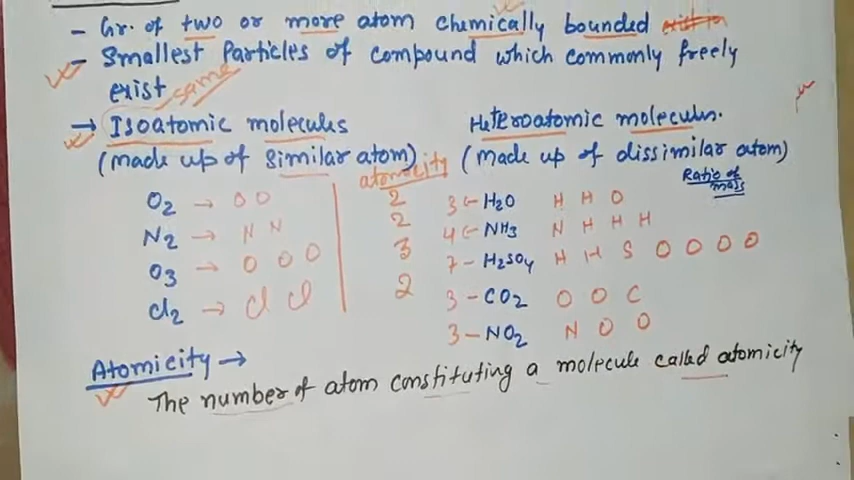 - Gr. of two or more atom chemically bounded
- Smallest Particles of compound which commonly freely
exist same
→ Isoatomic molecules
(made up of similar atom)
atomocity
O2 → O O 2
N2 → N N 2
O3 → O O O 3
Cl2 → Cl Cl 2
Heteroatomic moleculs.
(made up of dissimilar atom)
Ratio of
mass
3 ← H2O H H O
4 ← NH3 N H H H
7 - H2SO4 H H S O O O O
3 - CO2 O O C
3 - NO2 N O O
Atomicity →
The number of atom constituting a molecule called atomicity